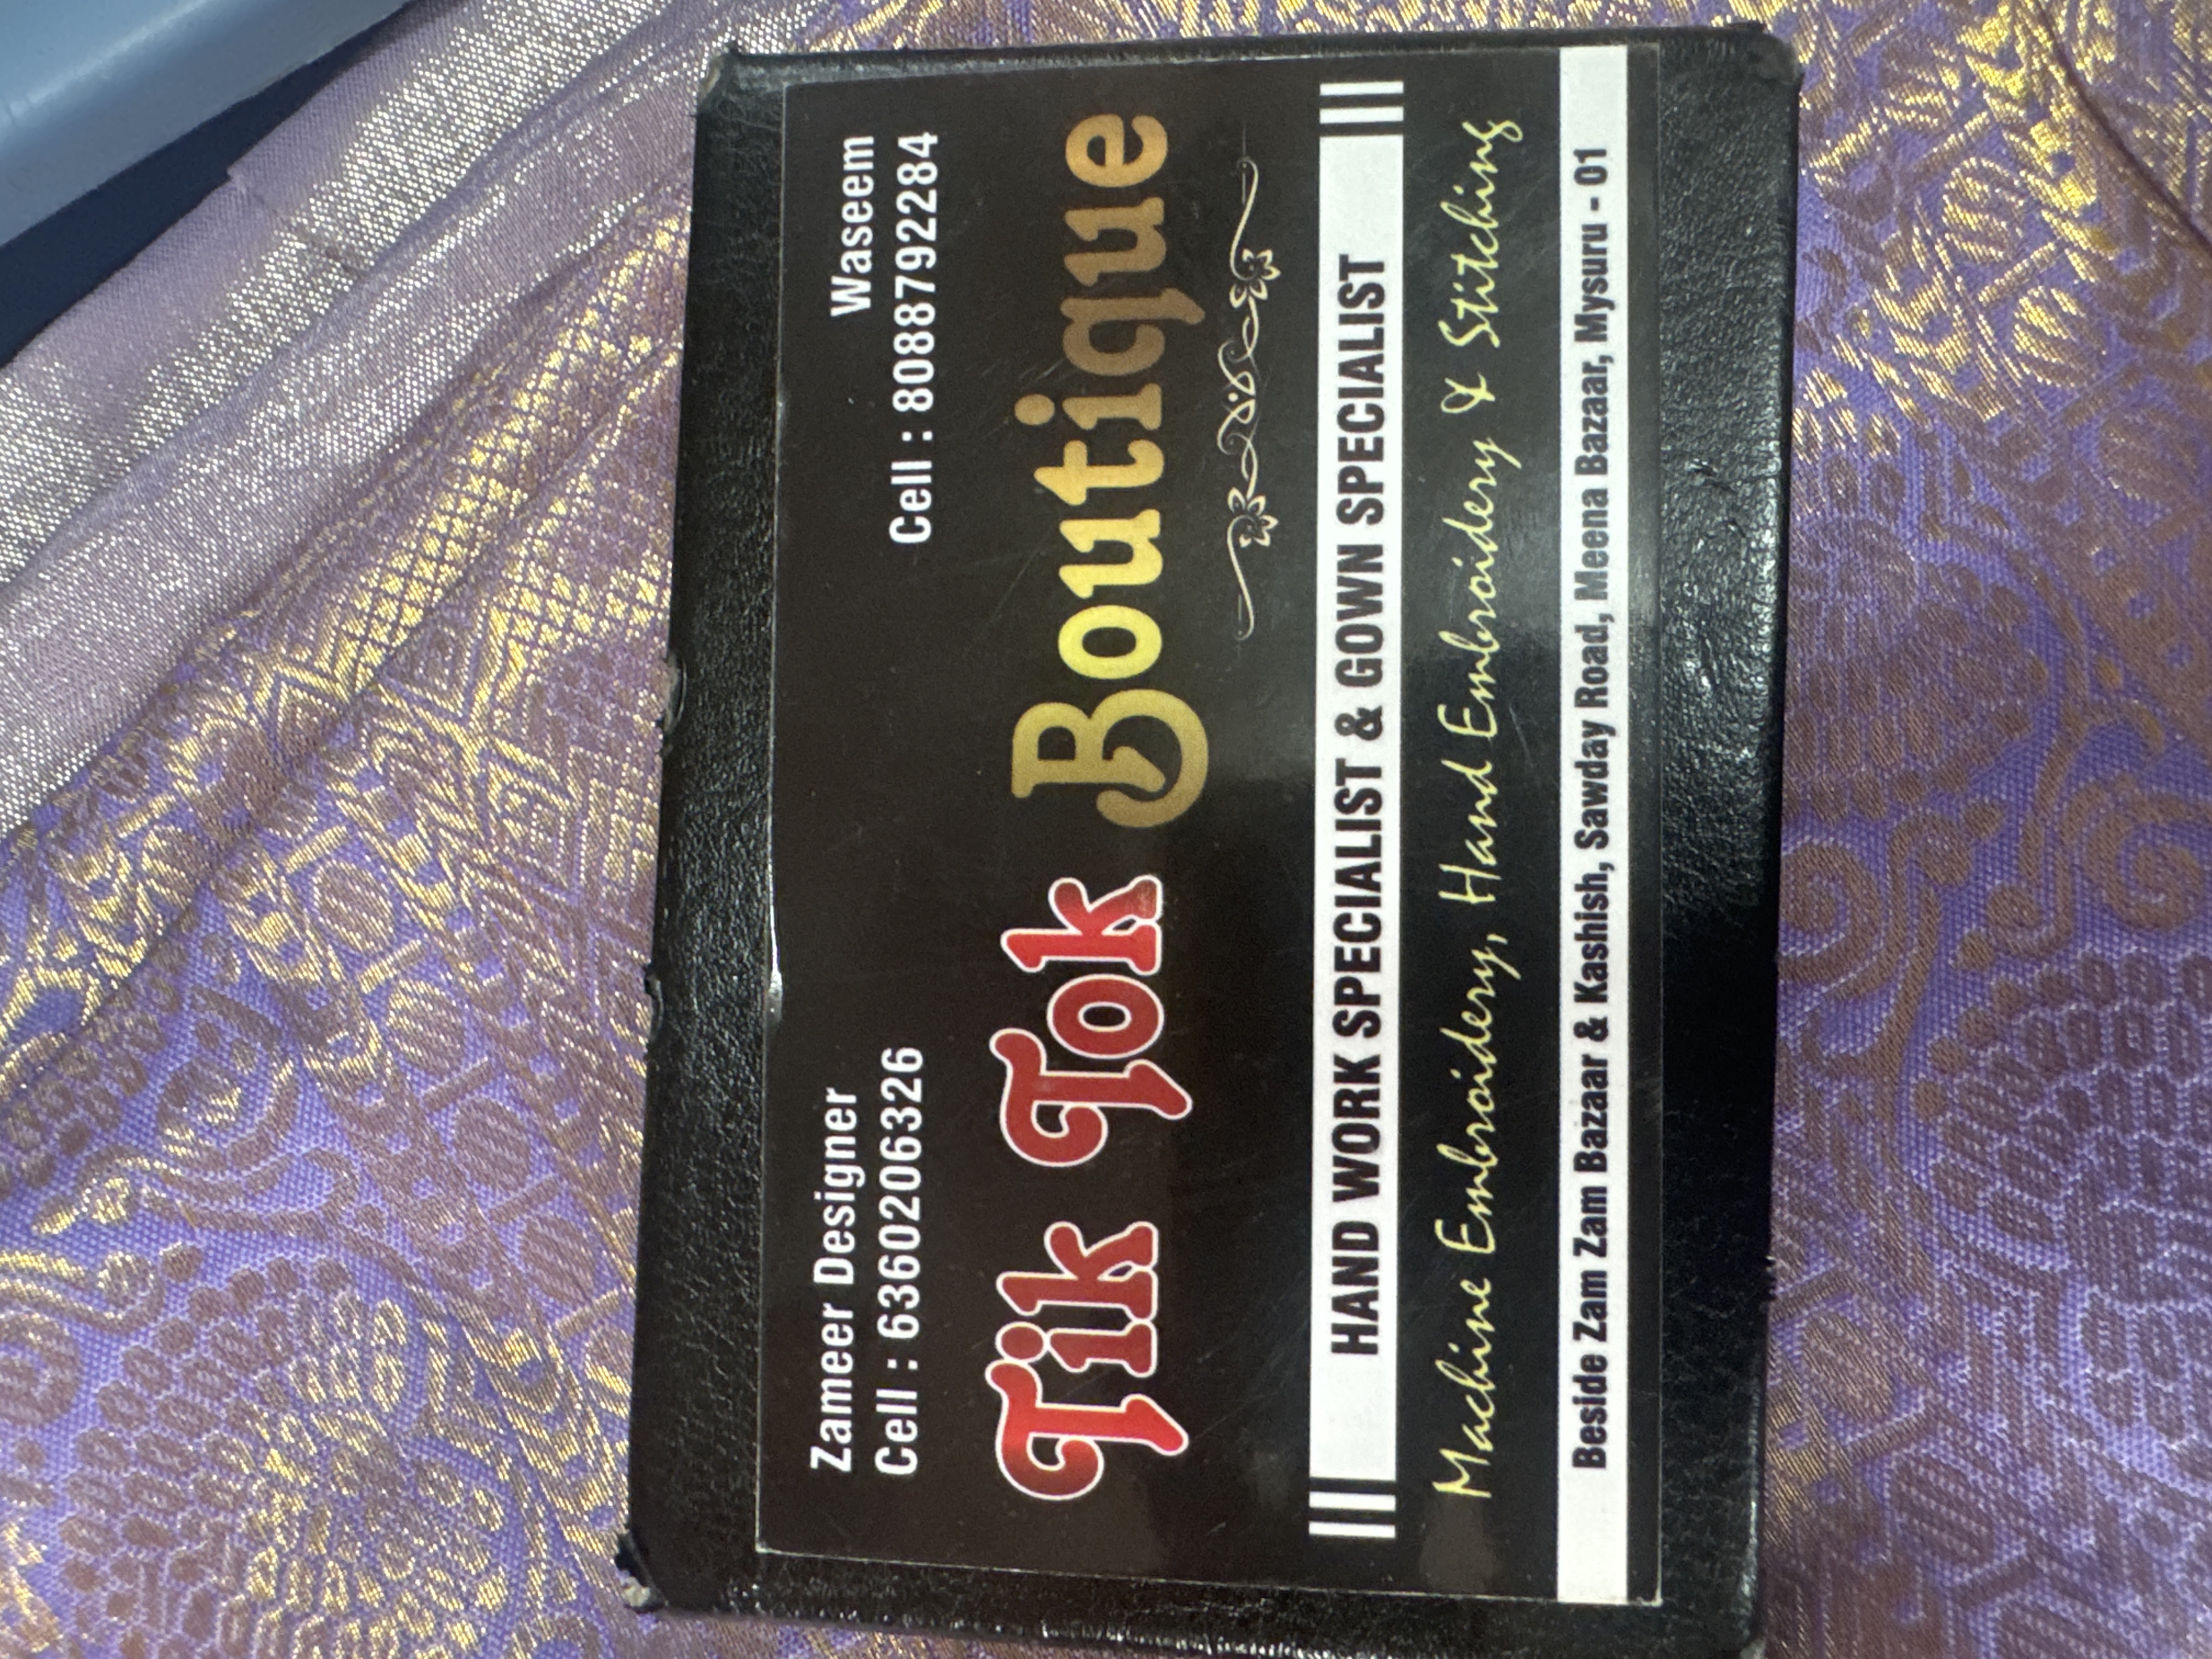 Zameer Designer
Cell : 6360206326
Waseem
Cell : 8088792284
Tik Tok Boutique
HAND WORK SPECIALIST & GOWN SPECIALIST
Machine Embroidery, Hand Embroidery & Stitching
Beside Zam Zam Bazaar & Kashish, Sawday Road, Meena Bazaar, Mysuru - 01